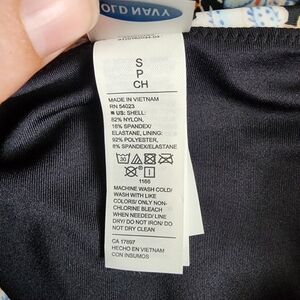 OLD NAVY
S
P
CH
MADE IN VIETNAM
RN 54023
US: SHELL:
82% NYLON,
18% SPANDEX/
ELASTANE, LINING:
92% POLYESTER,
8% SPANDEX/ELASTANE
30
1166
MACHINE WASH COLD/
WASH WITH LIKE
COLORS/ ONLY NON-
CHLORINE BLEACH
WHEN NEEDED/ LINE
DRY/ DO NOT IRON/ DO
NOT DRY CLEAN
CA 17897
HECHO EN VIETNAM
CON INSUMOS